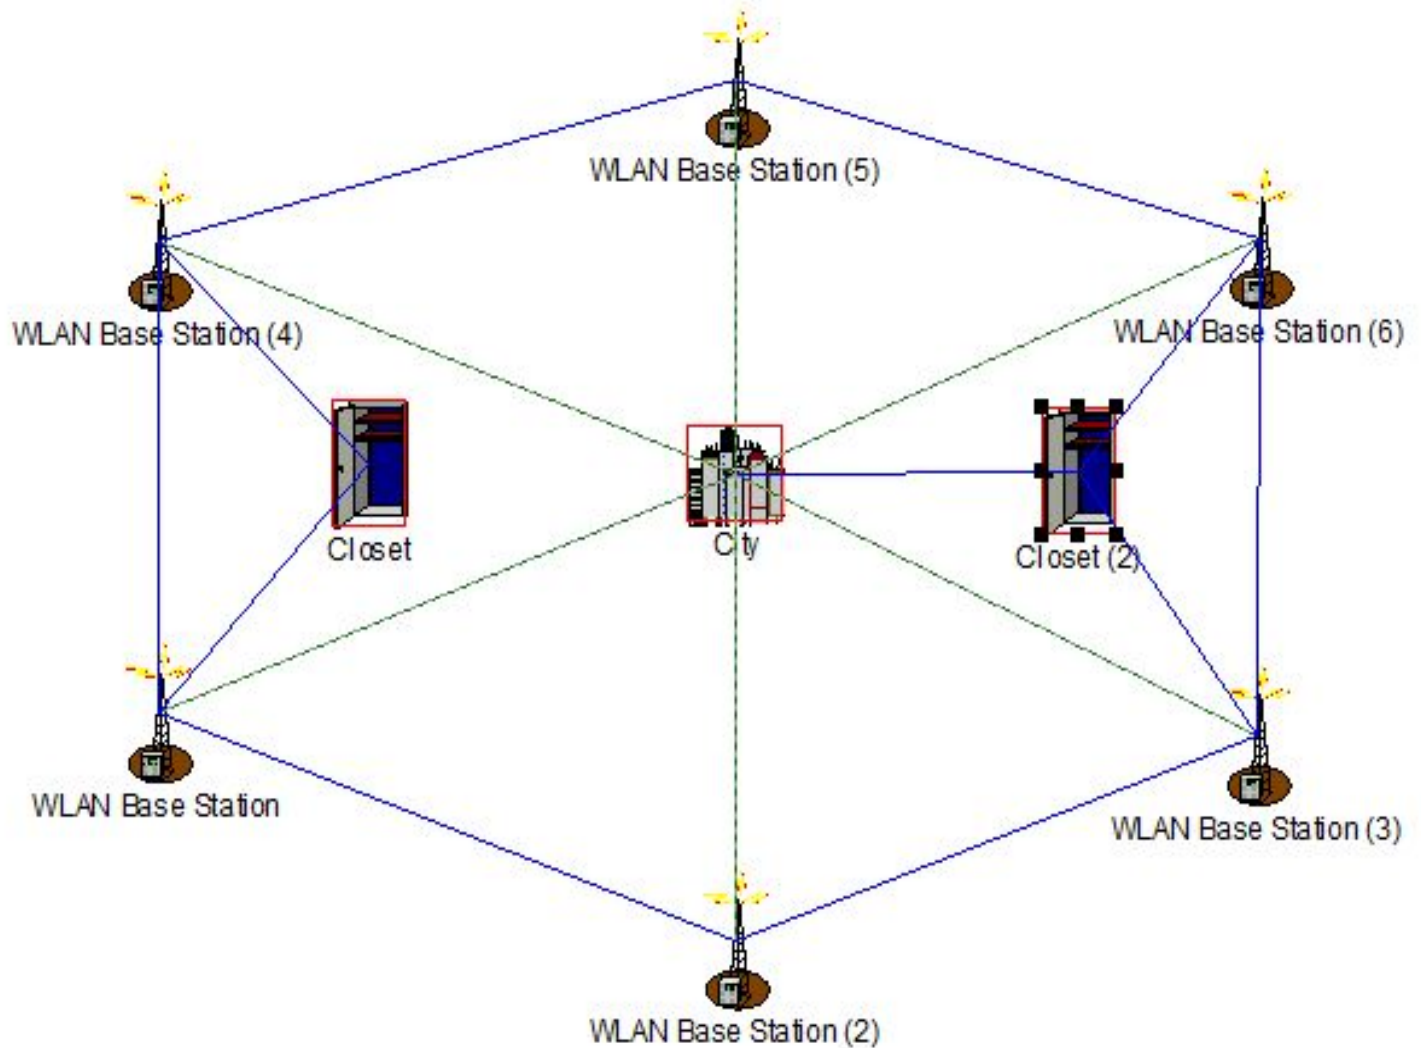 WLAN Base Station (5)
WLAN Base Station (4)
WLAN Base Station (6)
Closet
City
Closet (2)
WLAN Base Station
WLAN Base Station (3)
WLAN Base Station (2)